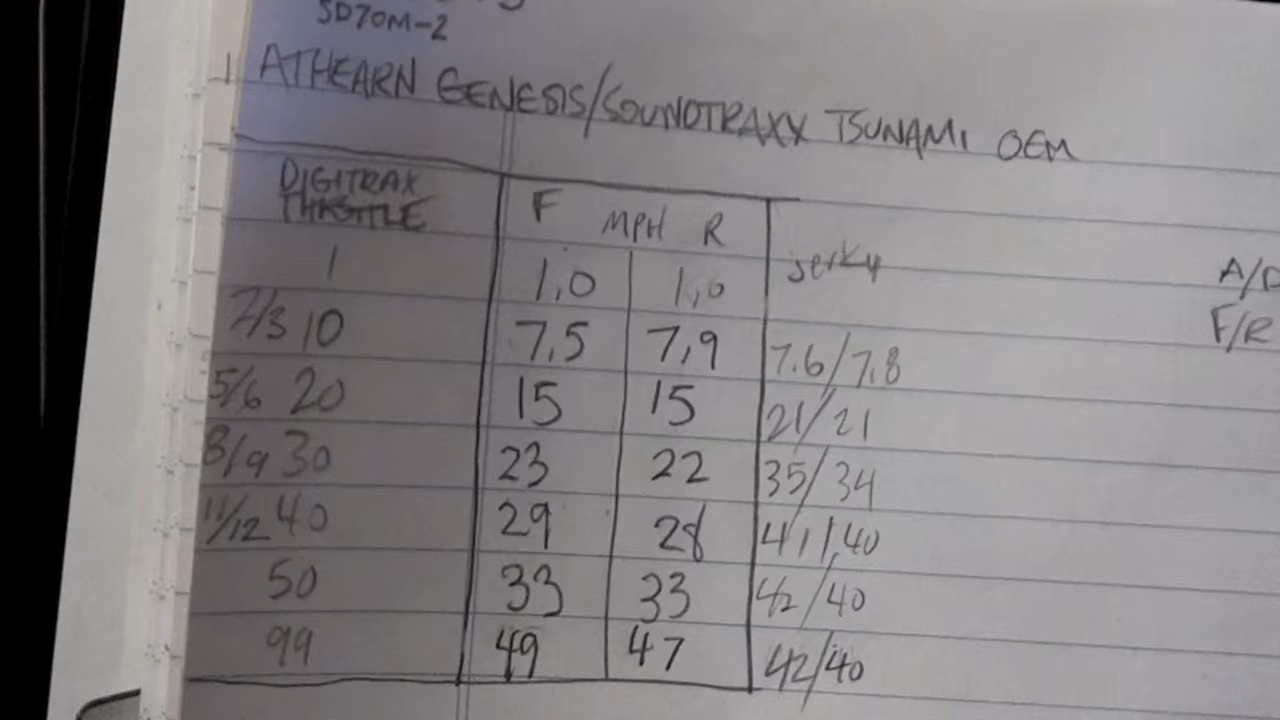 SD70M-2
ATHEARN GENESIS/SOUNDTRAXX TSUNAMI OEM
DIGITRAX THROTTLE F MPH R
1 1.0 1.0 jerky
2/3 10 7.5 7.9 7.6/7.8
5/6 20 15 15 21/21
8/9 30 23 22 35/34
11/12 40 29 28 41/40
50 33 33 42/40
99 49 47 42/40
F/R